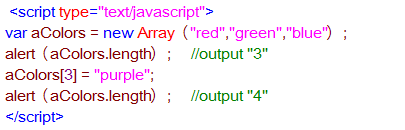 <script type="text/javascript">
var aColors = new Array（"red","green","blue"）;
alert（aColors.length）; //output "3"
aColors[3] = "purple";
alert（aColors.length）; //output "4"
</script>